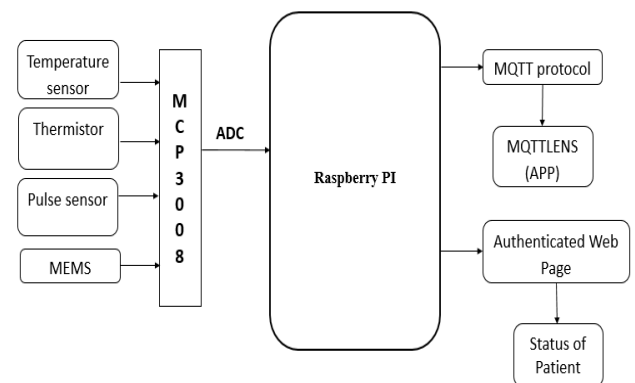 Temperature
sensor
Thermistor
Pulse sensor
MEMS
M
C
P
3
0
0
8
ADC
Raspberry PI
MQTT protocol
MQTTLENS
(APP)
Authenticated Web
Page
Status of
Patient